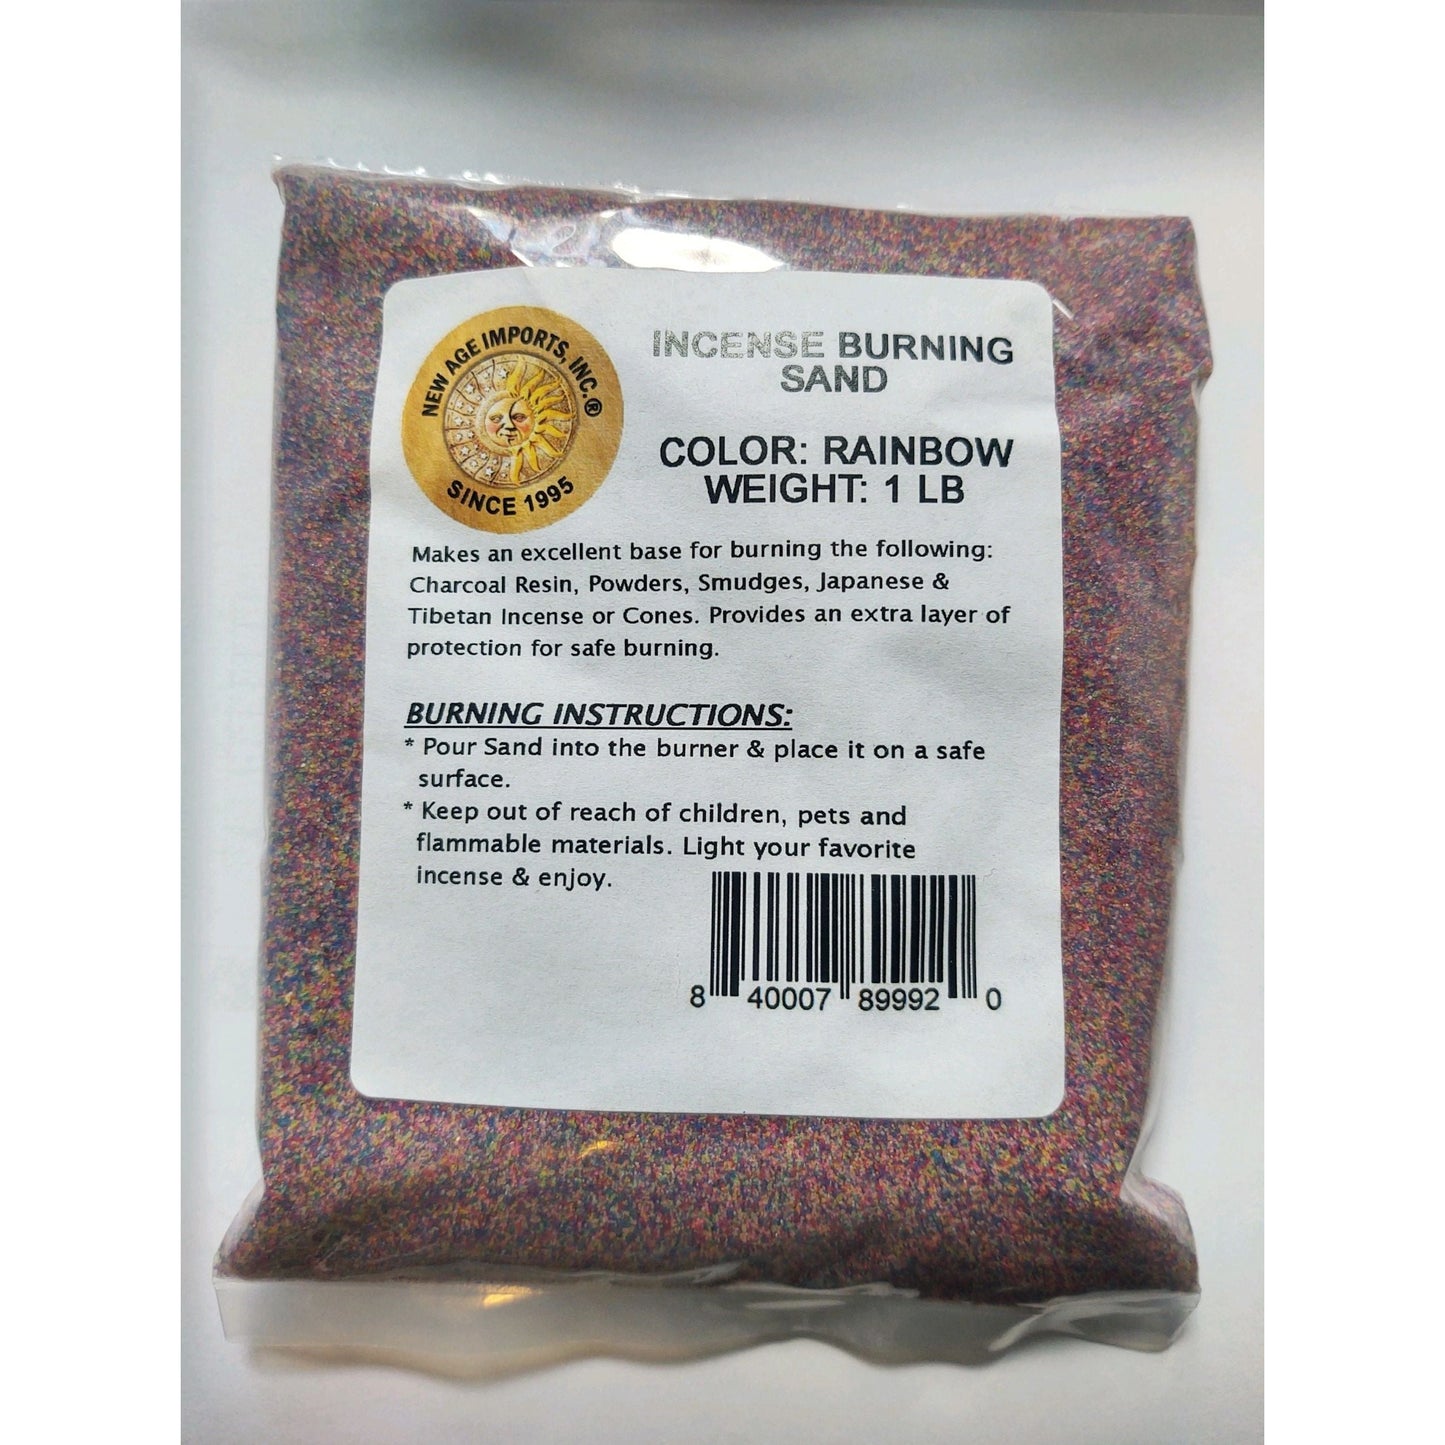 NEW AGE IMPORTS, INC.®
SINCE 1995
INCENSE BURNING
SAND
COLOR: RAINBOW
WEIGHT: 1 LB
Makes an excellent base for burning the following:
Charcoal Resin, Powders, Smudges, Japanese &
Tibetan Incense or Cones. Provides an extra layer of
protection for safe burning.
BURNING INSTRUCTIONS:
* Pour Sand into the burner & place it on a safe
surface.
* Keep out of reach of children, pets and
flammable materials. Light your favorite
incense & enjoy.
8 40007 89992 0